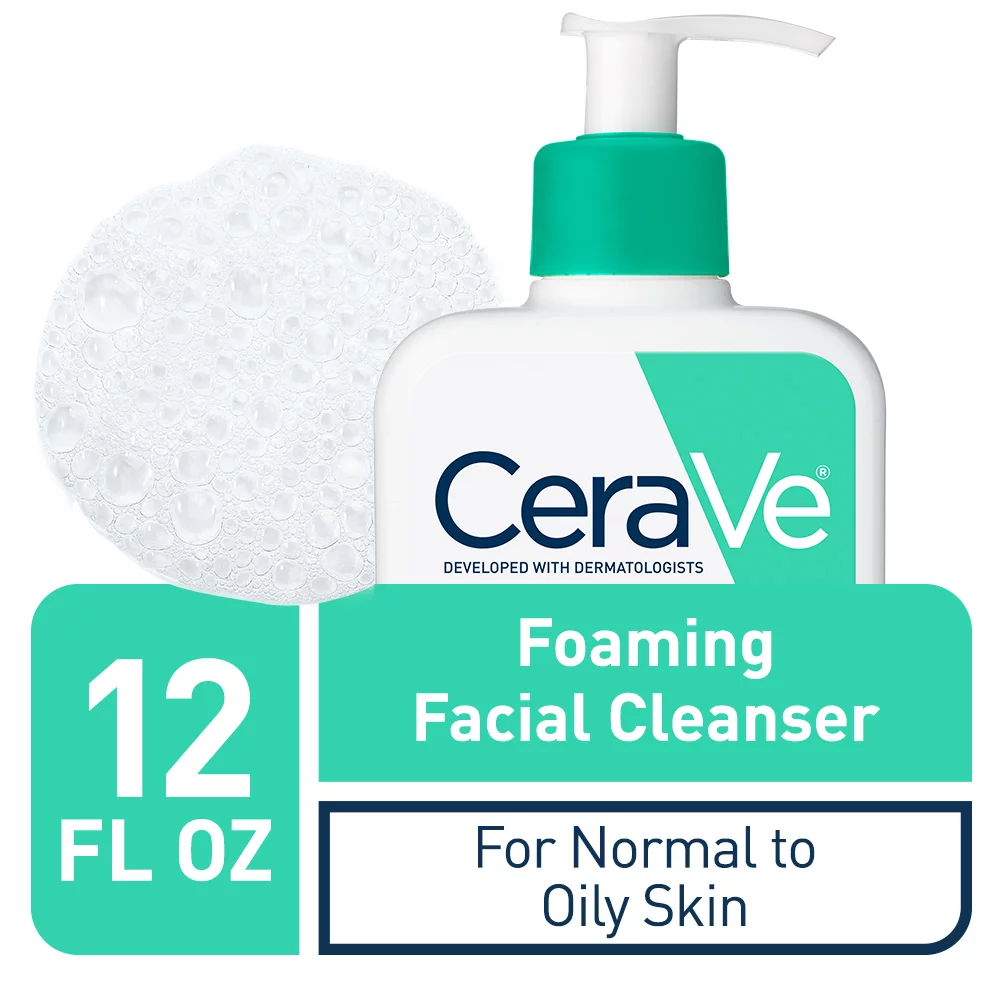 CeraVe®
DEVELOPED WITH DERMATOLOGISTS
12
FL OZ
Foaming
Facial Cleanser
For Normal to
Oily Skin